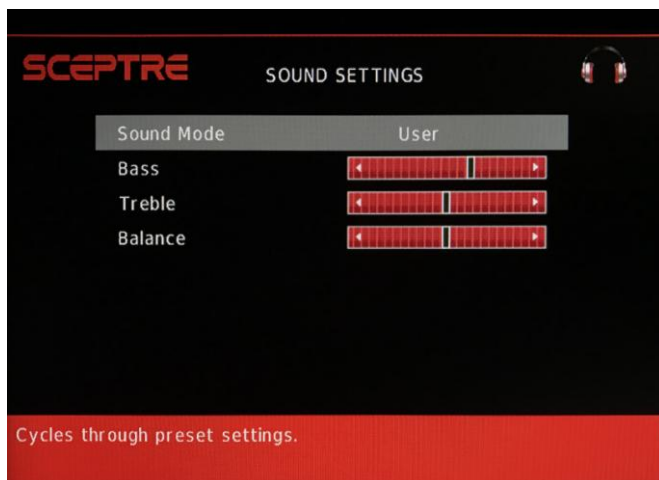 SCEPTRE
SOUND SETTINGS
Sound Mode User
Bass
Treble
Balance
Cycles through preset settings.